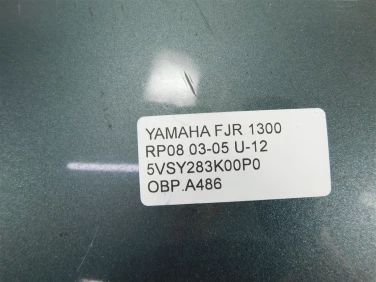 YAMAHA FJR 1300
RP08 03-05 U-12
5VSY283K00P0
OBP.A486